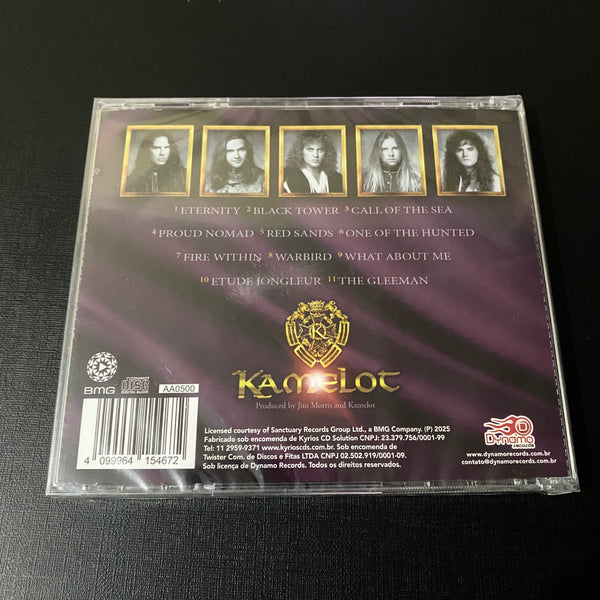 1 ETERNITY 2 BLACK TOWER 3 CALL OF THE SEA
4 PROUD NOMAD 5 RED SANDS 6 ONE OF THE HUNTED
7 FIRE WITHIN 8 WARBIRD 9 WHAT ABOUT ME
10 ETUDE JONGLEUR 11 THE GLEEMAN
K
KAMELOT
Produced by Jim Morris and Kamelot
BMG
COMPACT
disc
DIGITAL AUDIO
AA0500
4 099964 154672
Licensed courtesy of Sanctuary Records Group Ltd., a BMG Company. (P) 2025
Fabricado sob encomenda de Kyrios CD Solution CNPJ: 23.379.756/0001-99
Tel: 11 2959-9371 www.kyrioscds.com.br. Sob encomenda de
Twister Com. de Discos e Fitas LTDA CNPJ 02.502.919/0001-09.
Sob licença de Dynamo Records. Todos os direitos reservados.
D
Dynamo
records
www.dynamorecords.com.br
contato@dynamorecords.com.br